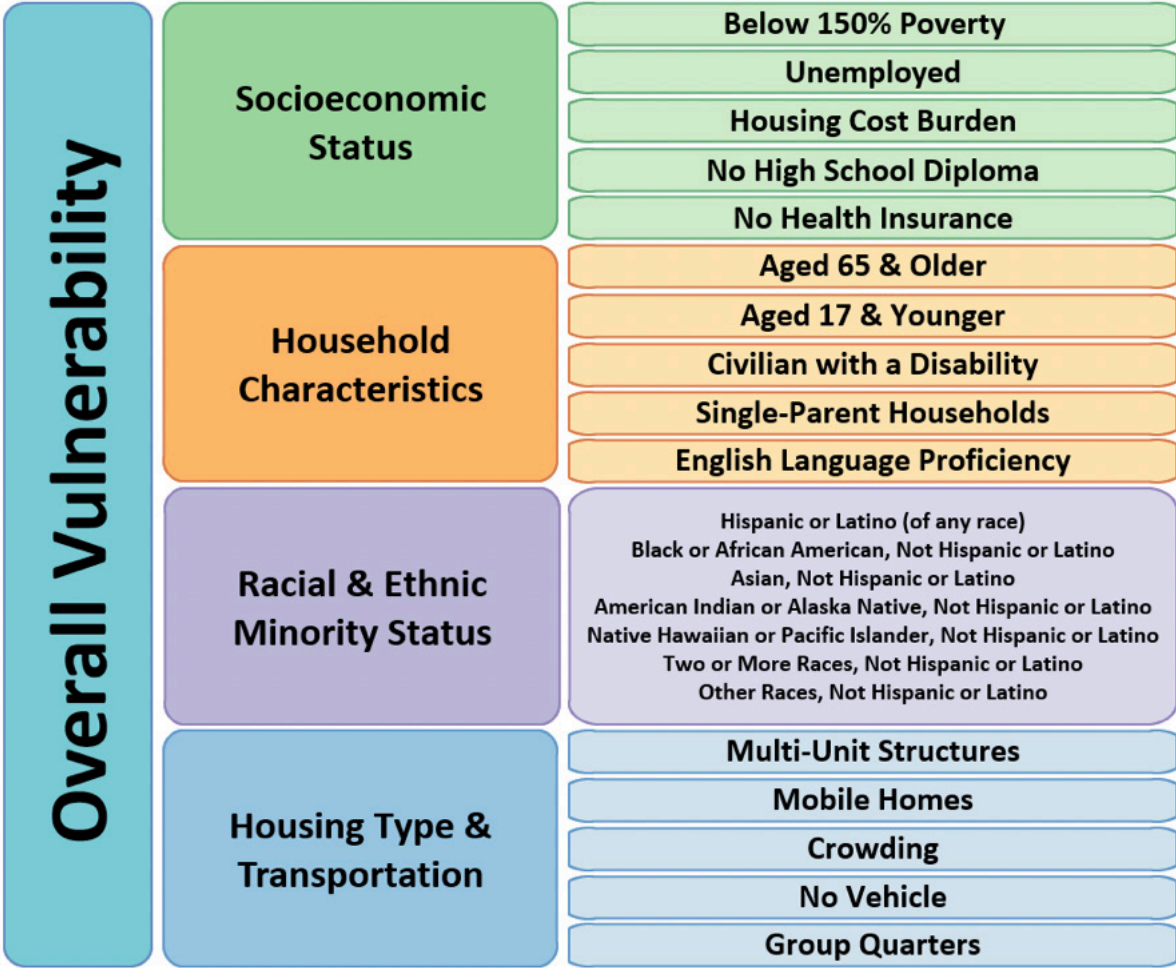 Overall Vulnerability
Socioeconomic
Status
Below 150% Poverty
Unemployed
Housing Cost Burden
No High School Diploma
No Health Insurance
Household
Characteristics
Aged 65 & Older
Aged 17 & Younger
Civilian with a Disability
Single-Parent Households
English Language Proficiency
Racial & Ethnic
Minority Status
Hispanic or Latino (of any race)
Black or African American, Not Hispanic or Latino
Asian, Not Hispanic or Latino
American Indian or Alaska Native, Not Hispanic or Latino
Native Hawaiian or Pacific Islander, Not Hispanic or Latino
Two or More Races, Not Hispanic or Latino
Other Races, Not Hispanic or Latino
Housing Type &
Transportation
Multi-Unit Structures
Mobile Homes
Crowding
No Vehicle
Group Quarters